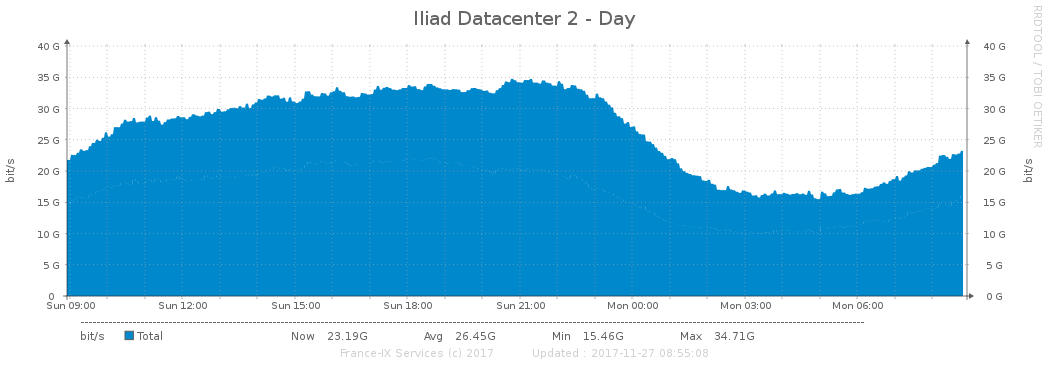 Iliad Datacenter 2 - Day
RRDTOOL / TOBI OETIKER
40 G 40 G
35 G 35 G
30 G 30 G
25 G 25 G
20 G 20 G
15 G 15 G
10 G 10 G
5 G 5 G
0 0 G
bit/s bit/s
Sun 09:00 Sun 12:00 Sun 15:00 Sun 18:00 Sun 21:00 Mon 00:00 Mon 03:00 Mon 06:00
bit/s Total Now 23.19G Avg 26.45G Min 15.46G Max 34.71G
France-IX Services (c) 2017 Updated : 2017-11-27 08:55:08